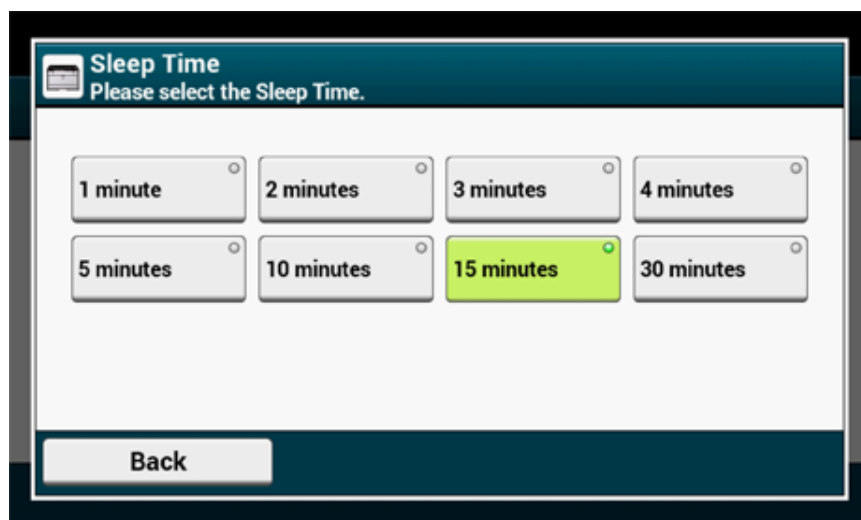 Sleep Time
Please select the Sleep Time.
1 minute
2 minutes
3 minutes
4 minutes
5 minutes
10 minutes
15 minutes
30 minutes
Back